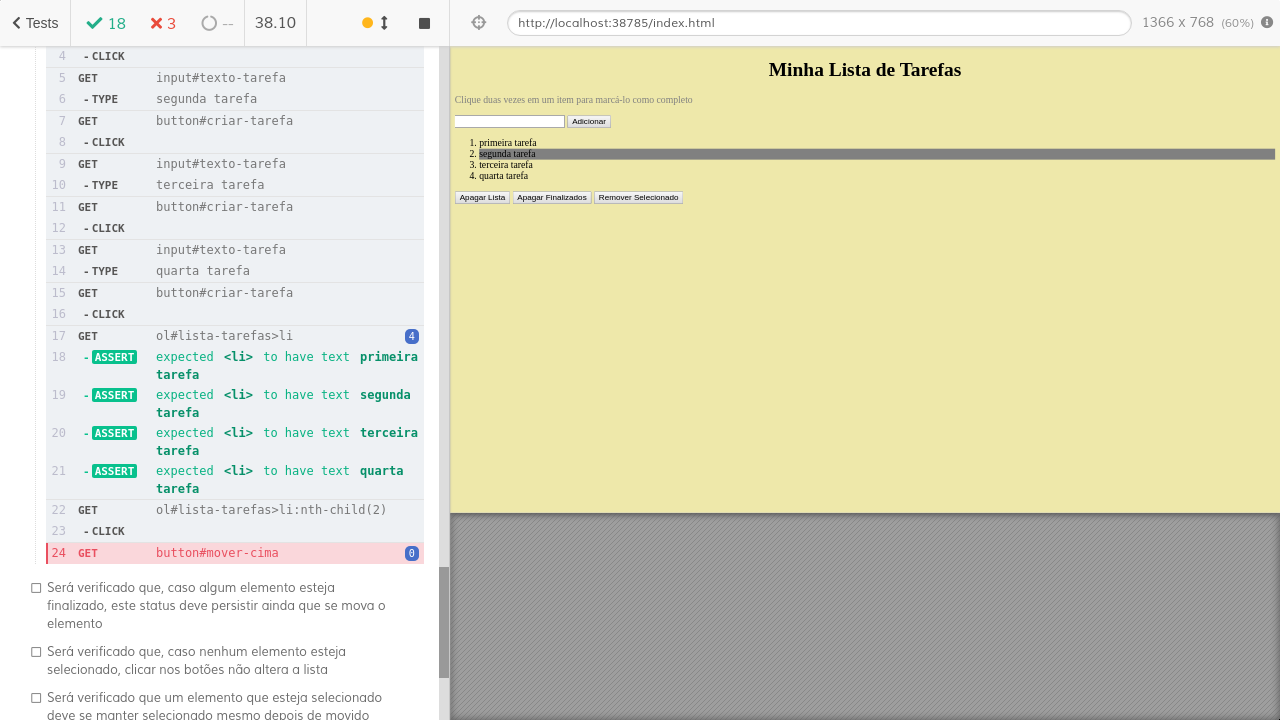 Tests 18 3 -- 38.10
http://localhost:38785/index.html 1366 x 768 (60%)
4 - CLICK
5 GET input#texto-tarefa
6 - TYPE segunda tarefa
7 GET button#criar-tarefa
8 - CLICK
9 GET input#texto-tarefa
10 - TYPE terceira tarefa
11 GET button#criar-tarefa
12 - CLICK
13 GET input#texto-tarefa
14 - TYPE quarta tarefa
15 GET button#criar-tarefa
16 - CLICK
17 GET ol#lista-tarefas>li 4
18 - ASSERT expected <li> to have text primeira
tarefa
19 - ASSERT expected <li> to have text segunda
tarefa
20 - ASSERT expected <li> to have text terceira
tarefa
21 - ASSERT expected <li> to have text quarta
tarefa
22 GET ol#lista-tarefas>li:nth-child(2)
23 - CLICK
24 GET button#mover-cima 0
Será verificado que, caso algum elemento esteja
finalizado, este status deve persistir ainda que se mova o
elemento
Será verificado que, caso nenhum elemento esteja
selecionado, clicar nos botões não altera a lista
Será verificado que um elemento que esteja selecionado
deve se manter selecionado mesmo depois de movido
Minha Lista de Tarefas
Clique duas vezes em um item para marcá-lo como completo
Adicionar
1. primeira tarefa
2. segunda tarefa
3. terceira tarefa
4. quarta tarefa
Apagar Lista Apagar Finalizados Remover Selecionado